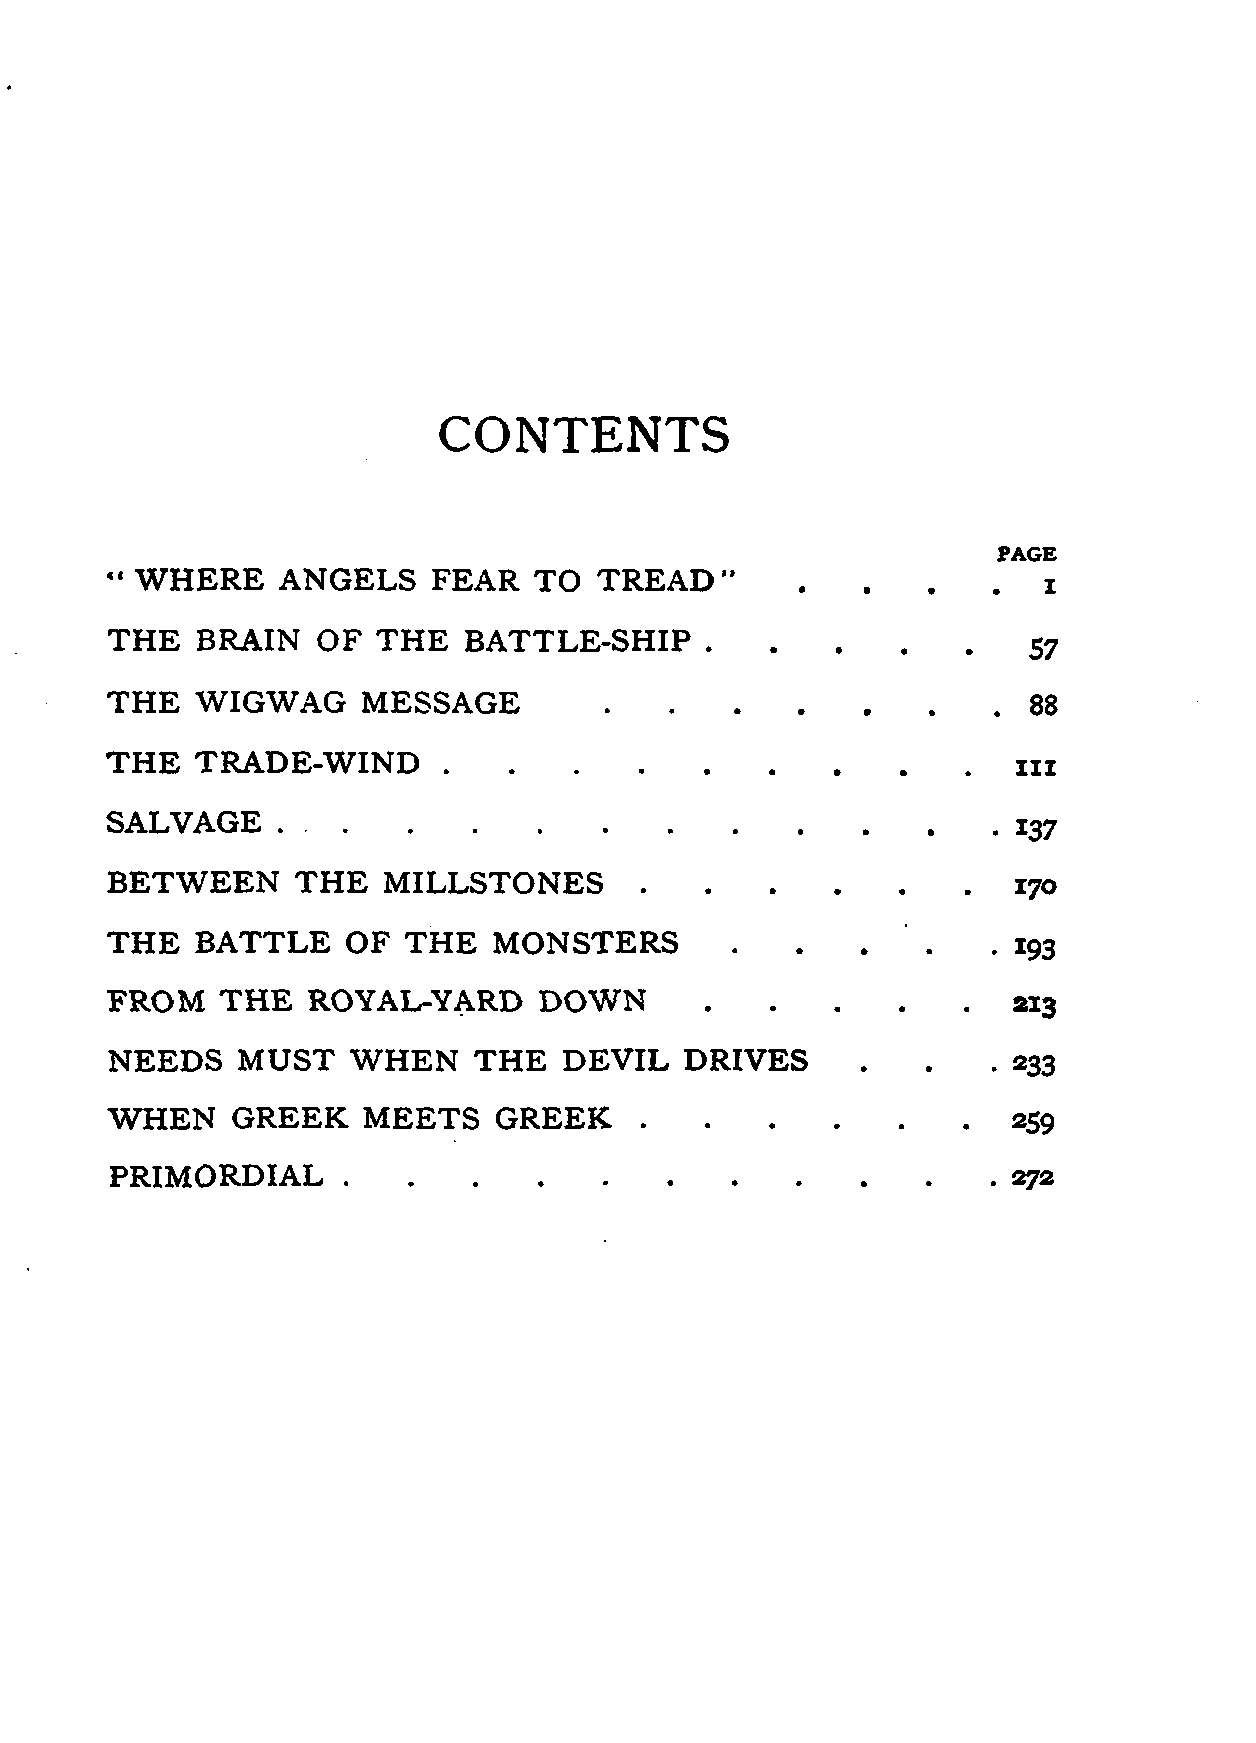 CONTENTS
PAGE
"WHERE ANGELS FEAR TO TREAD" . . . . 1
THE BRAIN OF THE BATTLE-SHIP . . . . . 57
THE WIGWAG MESSAGE . . . . . . . 88
THE TRADE-WIND . . . . . . . . . 111
SALVAGE . . . . . . . . . . . . 137
BETWEEN THE MILLSTONES . . . . . . 170
THE BATTLE OF THE MONSTERS . . . . . 193
FROM THE ROYAL-YARD DOWN . . . . . 213
NEEDS MUST WHEN THE DEVIL DRIVES . . . 233
WHEN GREEK MEETS GREEK . . . . . . 259
PRIMORDIAL . . . . . . . . . . . 272